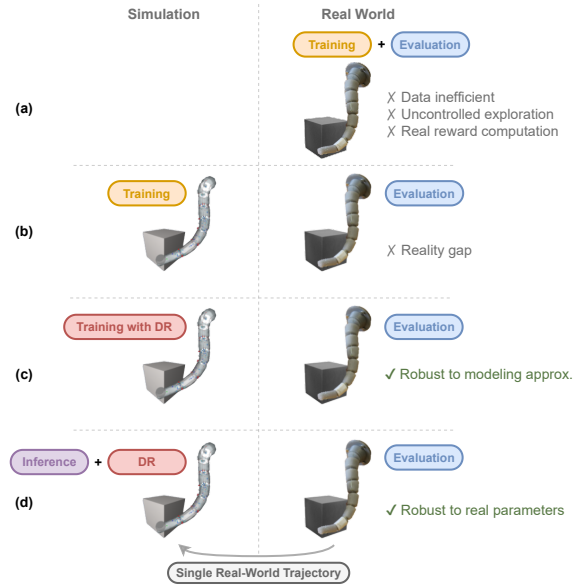 Simulation
Real World
Training + Evaluation
(a)
✗ Data inefficient
✗ Uncontrolled exploration
✗ Real reward computation
Training
Evaluation
(b)
✗ Reality gap
Training with DR
Evaluation
(c)
✓ Robust to modeling approx.
Inference + DR
Evaluation
(d)
✓ Robust to real parameters
Single Real-World Trajectory